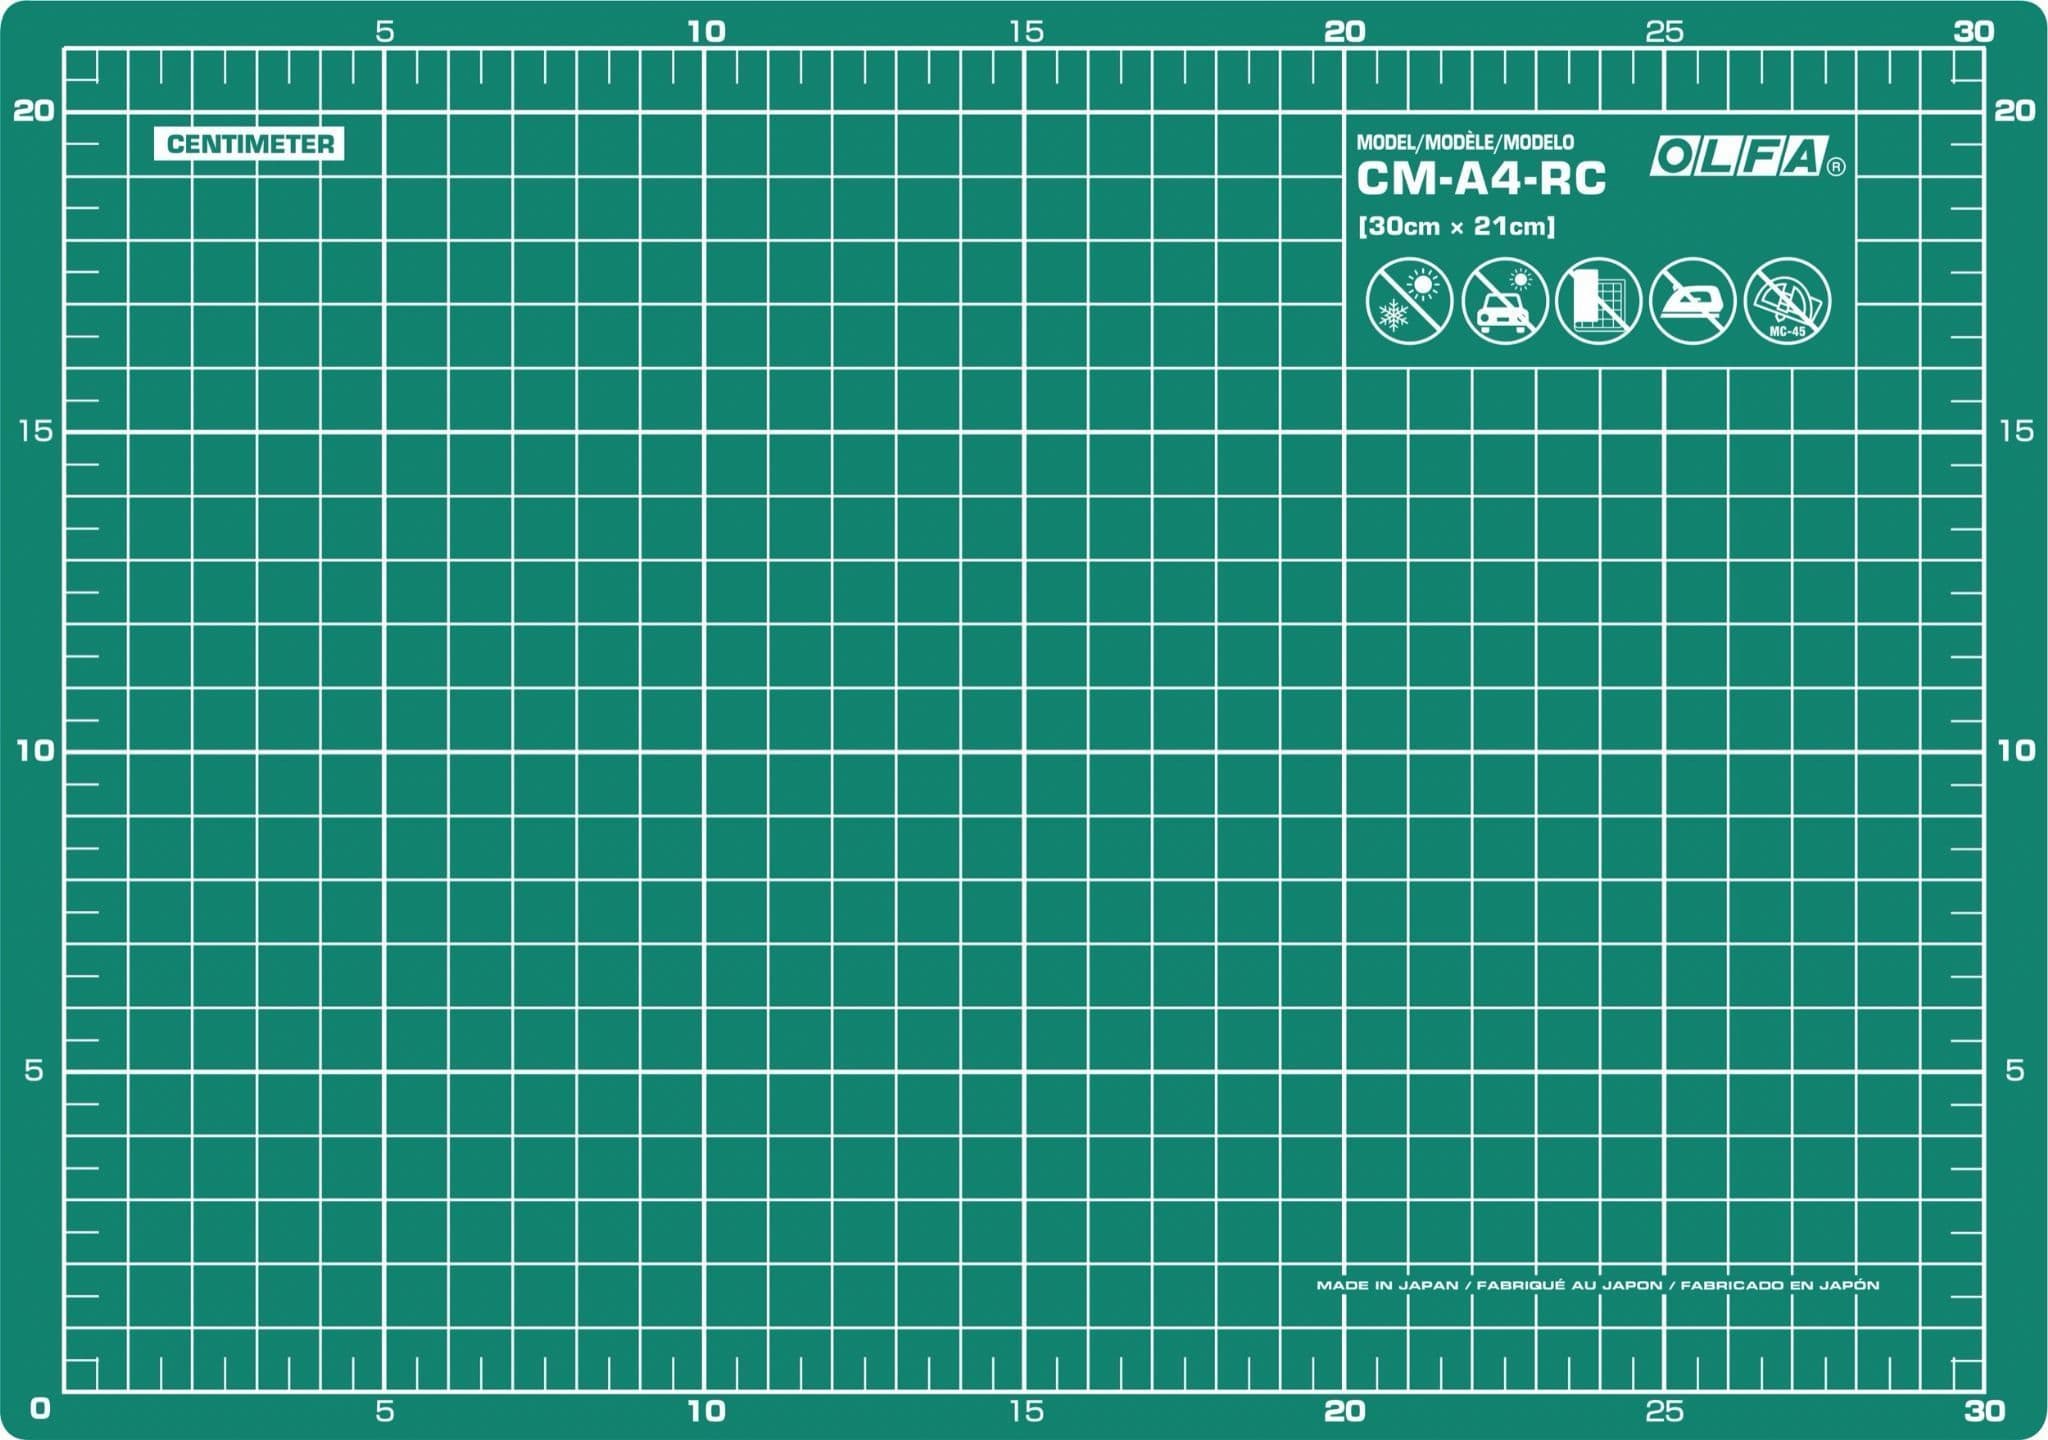 5 10 15 20 25 30
20 20
CENTIMETER
MODEL/MODÈLE/MODELO
OLFA®
CM-A4-RC
[30cm × 21cm]
MC-45
15 15
10 10
5 5
MADE IN JAPAN / FABRIQUÉ AU JAPON / FABRICADO EN JAPÓN
0 5 10 15 20 25 30